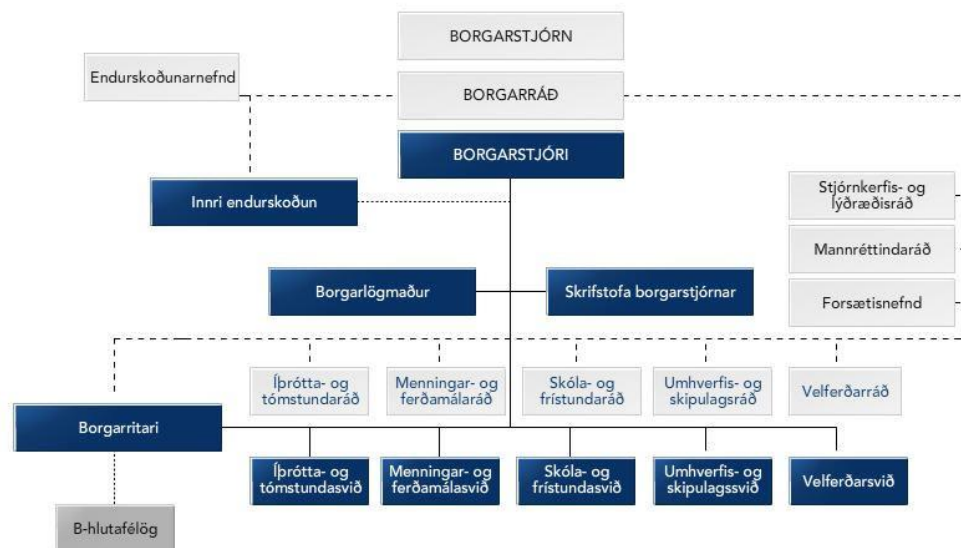 BORGARSTJÓRN
Endurskoðunarnefnd
BORGARRÁÐ
BORGARSTJÓRI
Innri endurskoðun
Stjórnkerfis- og
lýðræðisráð
Mannréttindaráð
Borgarlögmaður
Skrifstofa borgarstjórnar
Forsætisnefnd
Íþrótta- og
tómstundaráð
Menningar- og
ferðamálaráð
Skóla- og
frístundaráð
Umhverfis- og
skipulagsráð
Velferðarráð
Borgarritari
Íþrótta- og
tómstundasvið
Menningar- og
ferðamálasvið
Skóla- og
frístundasvið
Umhverfis- og
skipulagssvið
Velferðarsvið
B-hlutafélög